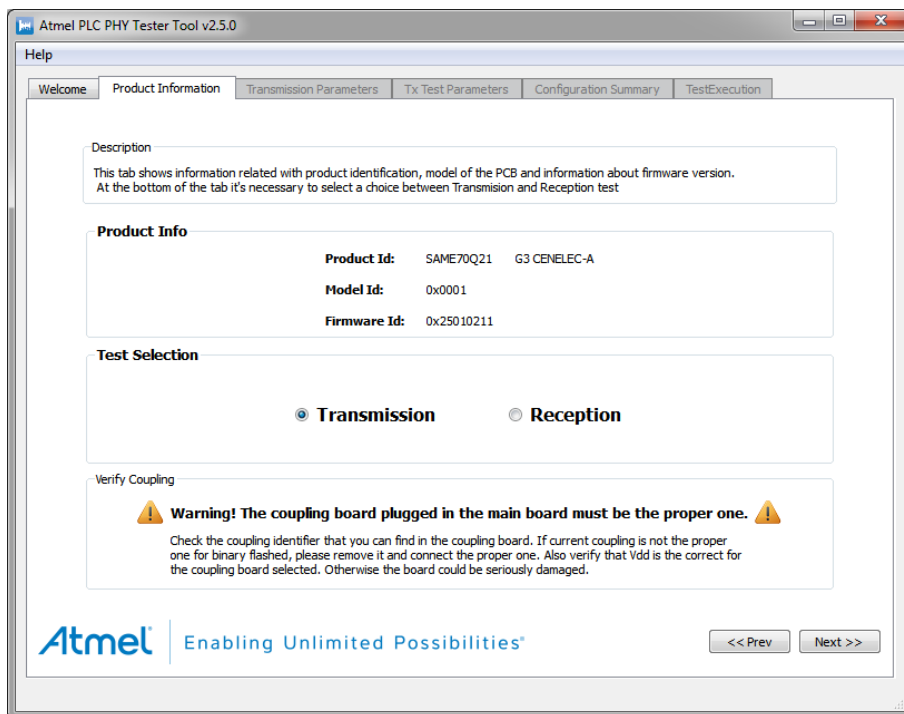 Atmel PLC PHY Tester Tool v2.5.0
Help
Welcome Product Information Transmission Parameters Tx Test Parameters Configuration Summary TestExecution
Description
This tab shows information related with product identification, model of the PCB and information about firmware version.
At the bottom of the tab it's necessary to select a choice between Transmision and Reception test
Product Info
Product Id: SAME70Q21 G3 CENELEC-A
Model Id: 0x0001
Firmware Id: 0x25010211
Test Selection
Transmission Reception
Verify Coupling
Warning! The coupling board plugged in the main board must be the proper one.
Check the coupling identifier that you can find in the coupling board. If current coupling is not the proper
one for binary flashed, please remove it and connect the proper one. Also verify that Vdd is the correct for
the coupling board selected. Otherwise the board could be seriously damaged.
Atmel Enabling Unlimited Possibilities®
<< Prev Next >>